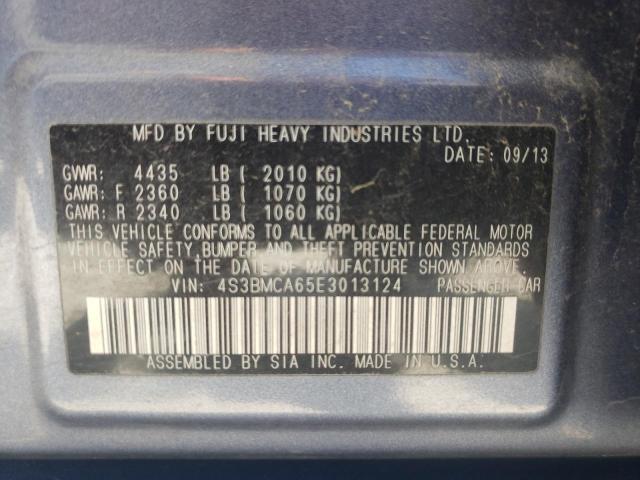 MFD BY FUJI HEAVY INDUSTRIES LTD.
DATE: 09/13
GVWR: 4435 LB ( 2010 KG)
GAWR: F 2360 LB ( 1070 KG)
GAWR: R 2340 LB ( 1060 KG)
THIS VEHICLE CONFORMS TO ALL APPLICABLE FEDERAL MOTOR
VEHICLE SAFETY, BUMPER AND THEFT PREVENTION STANDARDS
IN EFFECT ON THE DATE OF MANUFACTURE SHOWN ABOVE.
VIN: 4S3BMCA65E3013124 PASSENGER CAR
ASSEMBLED BY SIA INC. MADE IN U.S.A.